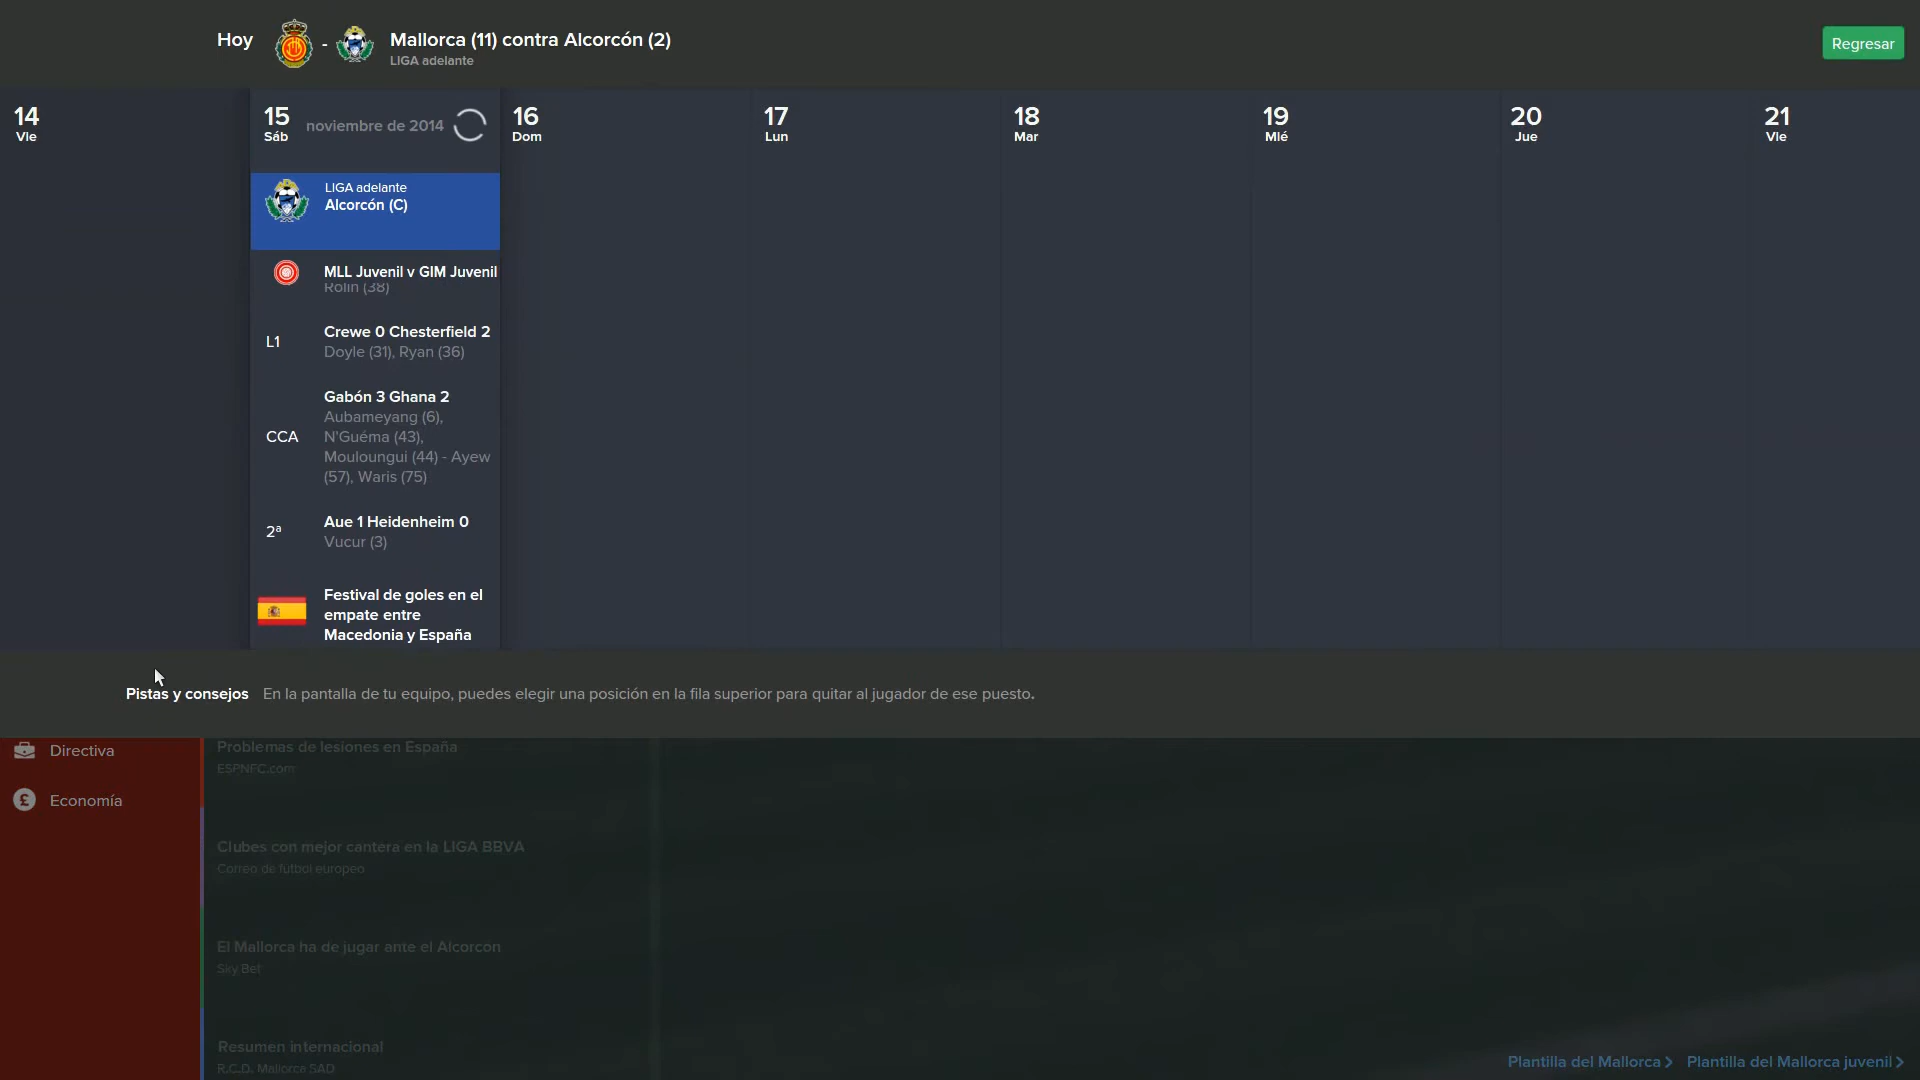 Hoy
-
Mallorca (11) contra Alcorcón (2)
LIGA adelante
Regresar
14
Vie
15
Sáb
noviembre de 2014
16
Dom
17
Lun
18
Mar
19
Mié
20
Jue
21
Vie
LIGA adelante
Alcorcón (C)
MLL Juvenil v GIM Juvenil
Rolin (38)
L1
Crewe 0 Chesterfield 2
Doyle (31), Ryan (36)
CCA
Gabón 3 Ghana 2
Aubameyang (6),
N'Guéma (43),
Mouloungui (44) - Ayew
(57), Waris (75)
2ª
Aue 1 Heidenheim 0
Vucur (3)
Festival de goles en el
empate entre
Macedonia y España
Pistas y consejos
En la pantalla de tu equipo, puedes elegir una posición en la fila superior para quitar al jugador de ese puesto.
Directiva
Economía
Problemas de lesiones en España
ESPNFC.com
Clubes con mejor cantera en la LIGA BBVA
Correo de futbol europeo
El Mallorca ha de jugar ante el Alcorcon
Sky Bet
Resumen internacional
R.C.D. Mallorca SAD
Plantilla del Mallorca >
Plantilla del Mallorca juvenil >